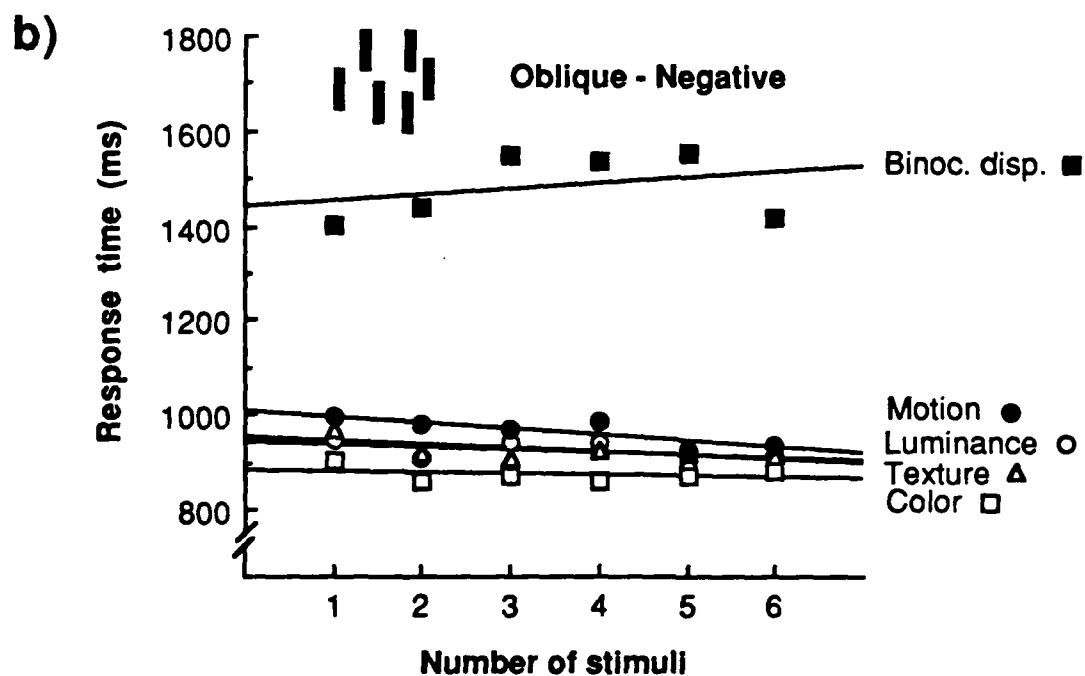 b)
Oblique - Negative
Response time (ms)
1800
1600
1400
1200
1000
800
Binoc. disp.
Motion
Luminance
Texture
Color
1 2 3 4 5 6
Number of stimuli